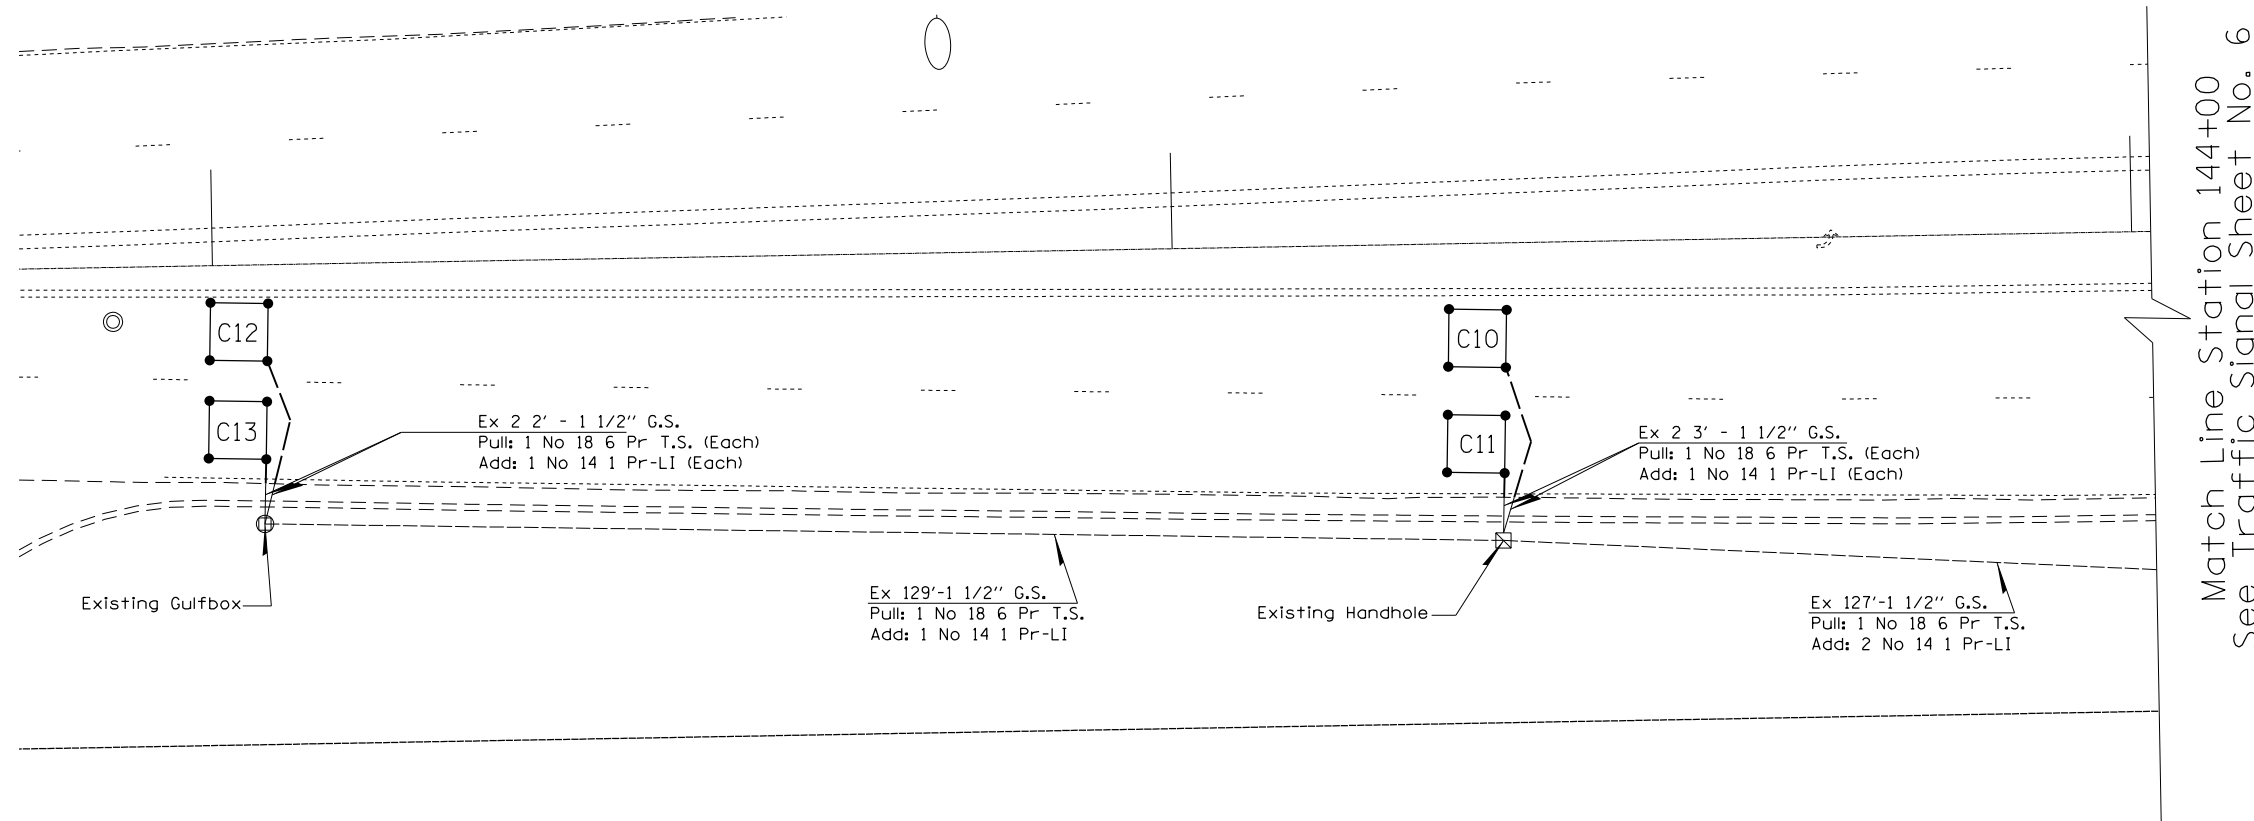 C12
C10
C13
C11
Ex 2 2' - 1 1/2" G.S.
Pull: 1 No 18 6 Pr T.S. (Each)
Add: 1 No 14 1 Pr-LI (Each)
Ex 2 3' - 1 1/2" G.S.
Pull: 1 No 18 6 Pr T.S. (Each)
Add: 1 No 14 1 Pr-LI (Each)
Existing Gulfbox
Ex 129'-1 1/2" G.S.
Pull: 1 No 18 6 Pr T.S.
Add: 1 No 14 1 Pr-LI
Existing Handhole
Ex 127'-1 1/2" G.S.
Pull: 1 No 18 6 Pr T.S.
Add: 2 No 14 1 Pr-LI
Match Line Station 144+00
See Traffic Signal Sheet No. 6